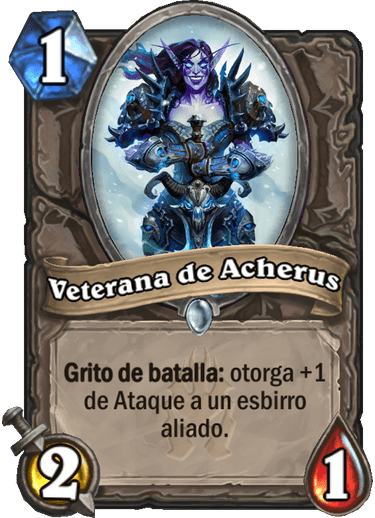 1
Veterana de Acherus
Grito de batalla: otorga +1
de Ataque a un esbirro
aliado.
2
1